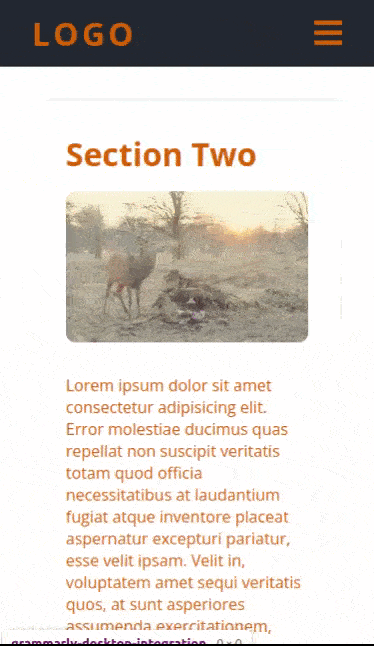 LOGO
Section Two
Lorem ipsum dolor sit amet
consectetur adipisicing elit.
Error molestiae ducimus quas
repellat non suscipit veritatis
totam quod officia
necessitatibus at laudantium
fugiat atque inventore placeat
aspernatur excepturi pariatur,
esse velit ipsam. Velit in,
voluptatem amet sequi veritatis
quos, at sunt asperiores
assumenda exercitationem,
grammarly-desktop-integration 0 × 0